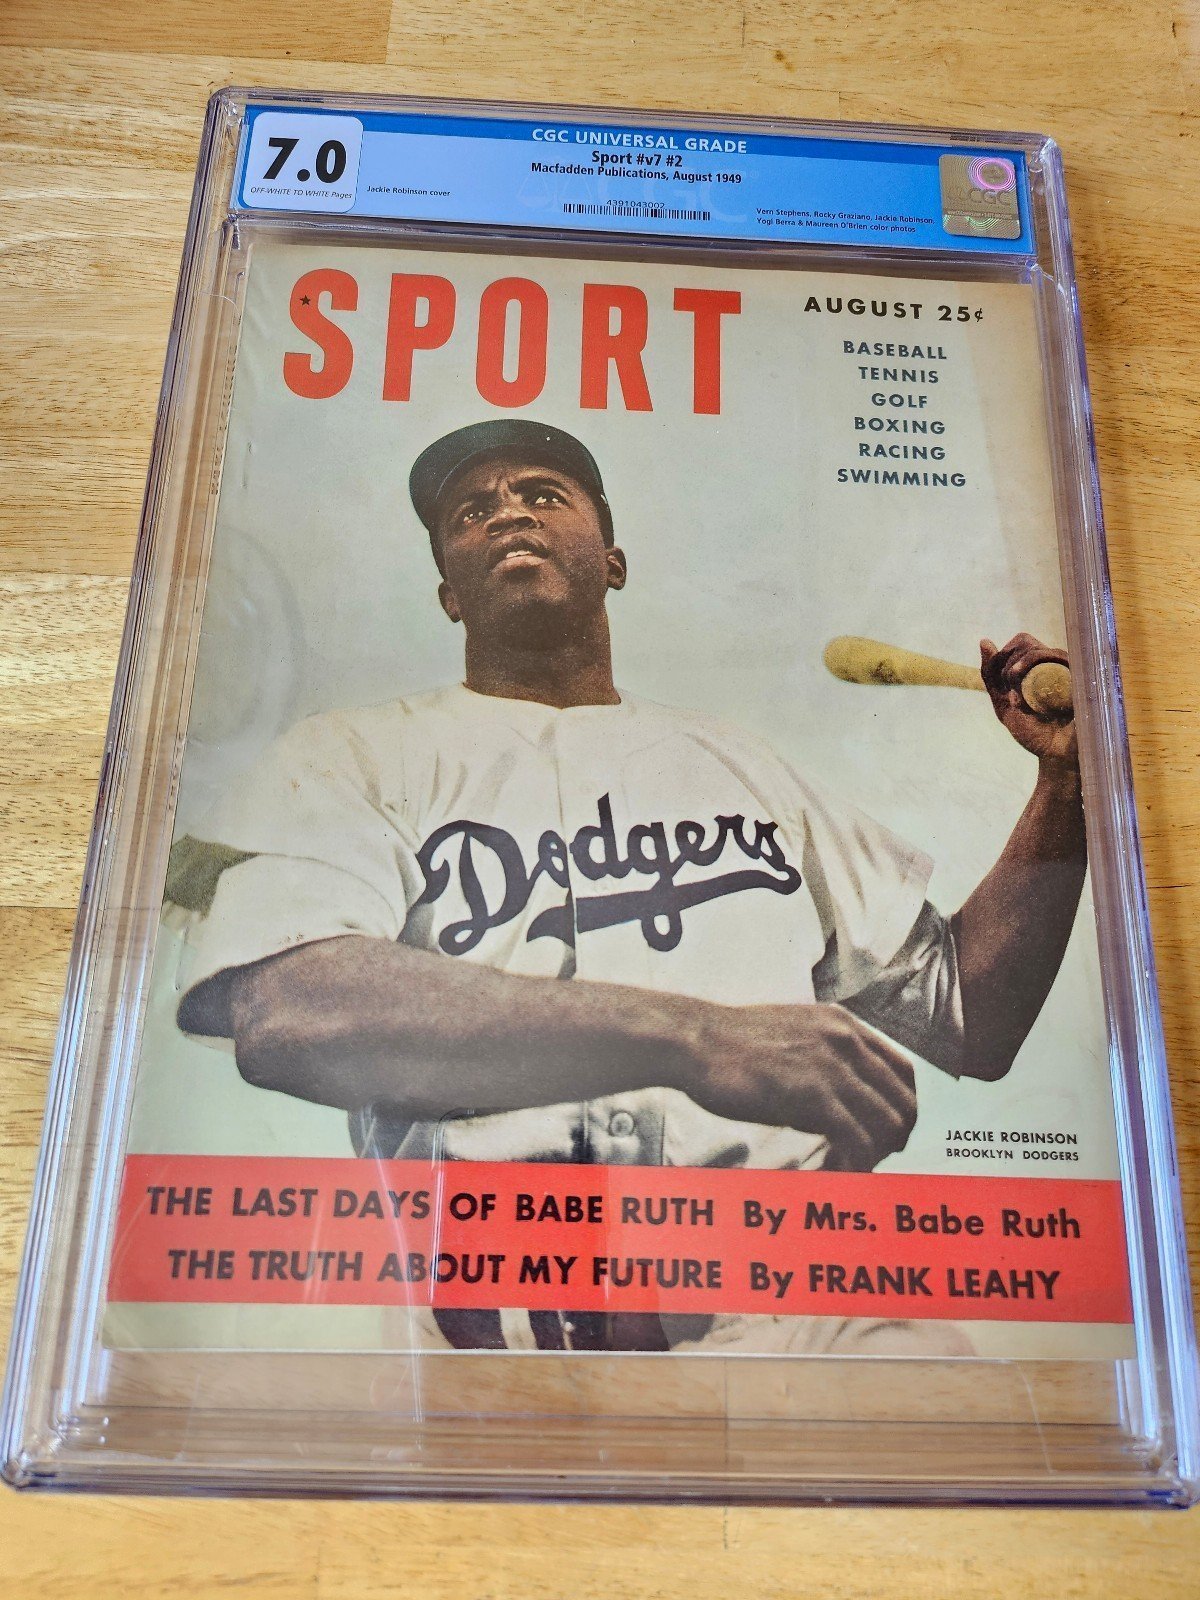 CGC UNIVERSAL GRADE
7.0
OFF-WHITE TO WHITE Pages
Sport #v7 #2
Macfadden Publications, August 1949
Jackie Robinson cover
4391043002
Vern Stephens, Rocky Graziano, Jackie Robinson,
Yogi Berra & Maureen O'Brien color photos
CGC
SPORT
AUGUST 25¢
BASEBALL
TENNIS
GOLF
BOXING
RACING
SWIMMING
Dodgers
JACKIE ROBINSON
BROOKLYN DODGERS
THE LAST DAYS OF BABE RUTH By Mrs. Babe Ruth
THE TRUTH ABOUT MY FUTURE By FRANK LEAHY